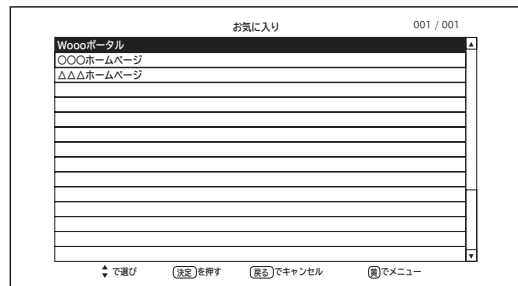 お気に入り 001 / 001
Woooポータル
○○○ホームページ
△△△ホームページ
で選び 決定を押す 戻るでキャンセル 黄でメニュー